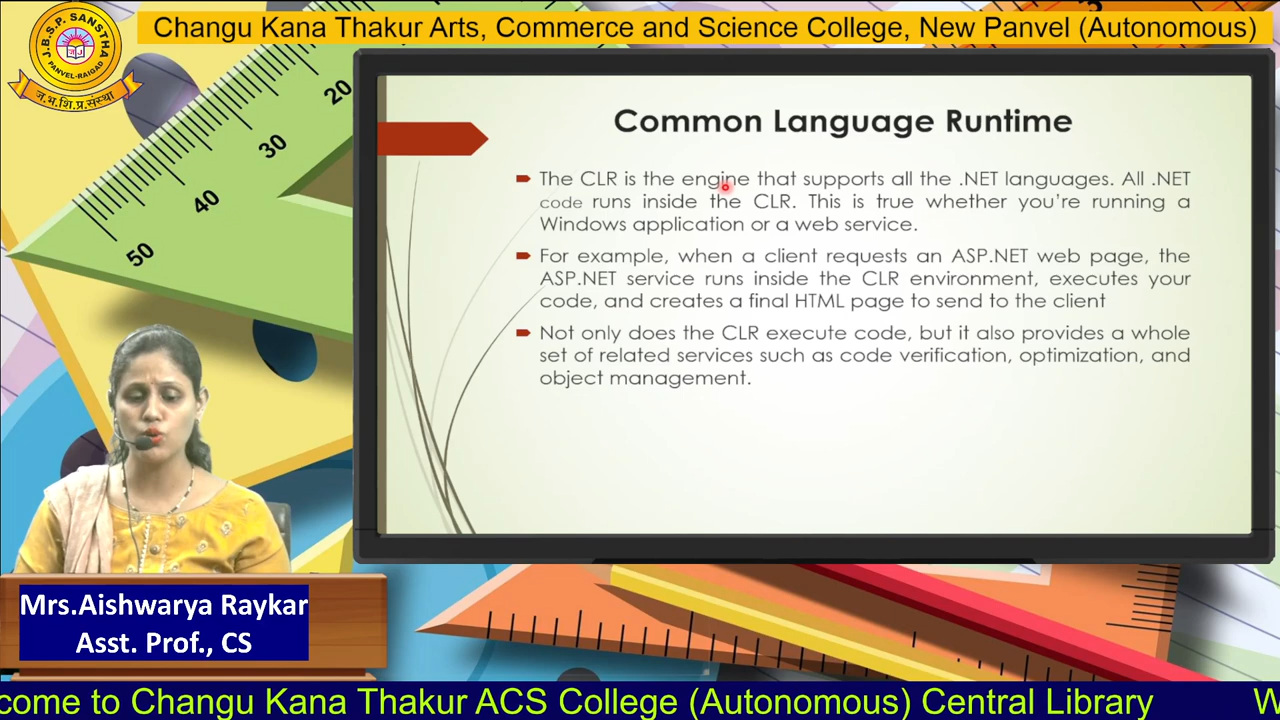 Changu Kana Thakur Arts, Commerce and Science College, New Panvel (Autonomous)
J.B.S.P. SANSTHA
PANVEL-RAIGAD
ज.भ.शि.प्र.संस्था
20
30
40
50
Common Language Runtime
The CLR is the engine that supports all the .NET languages. All .NET
code runs inside the CLR. This is true whether you're running a
Windows application or a web service.
For example, when a client requests an ASP.NET web page, the
ASP.NET service runs inside the CLR environment, executes your
code, and creates a final HTML page to send to the client
Not only does the CLR execute code, but it also provides a whole
set of related services such as code verification, optimization, and
object management.
Mrs.Aishwarya Raykar
Asst. Prof., CS
come to Changu Kana Thakur ACS College (Autonomous) Central Library W